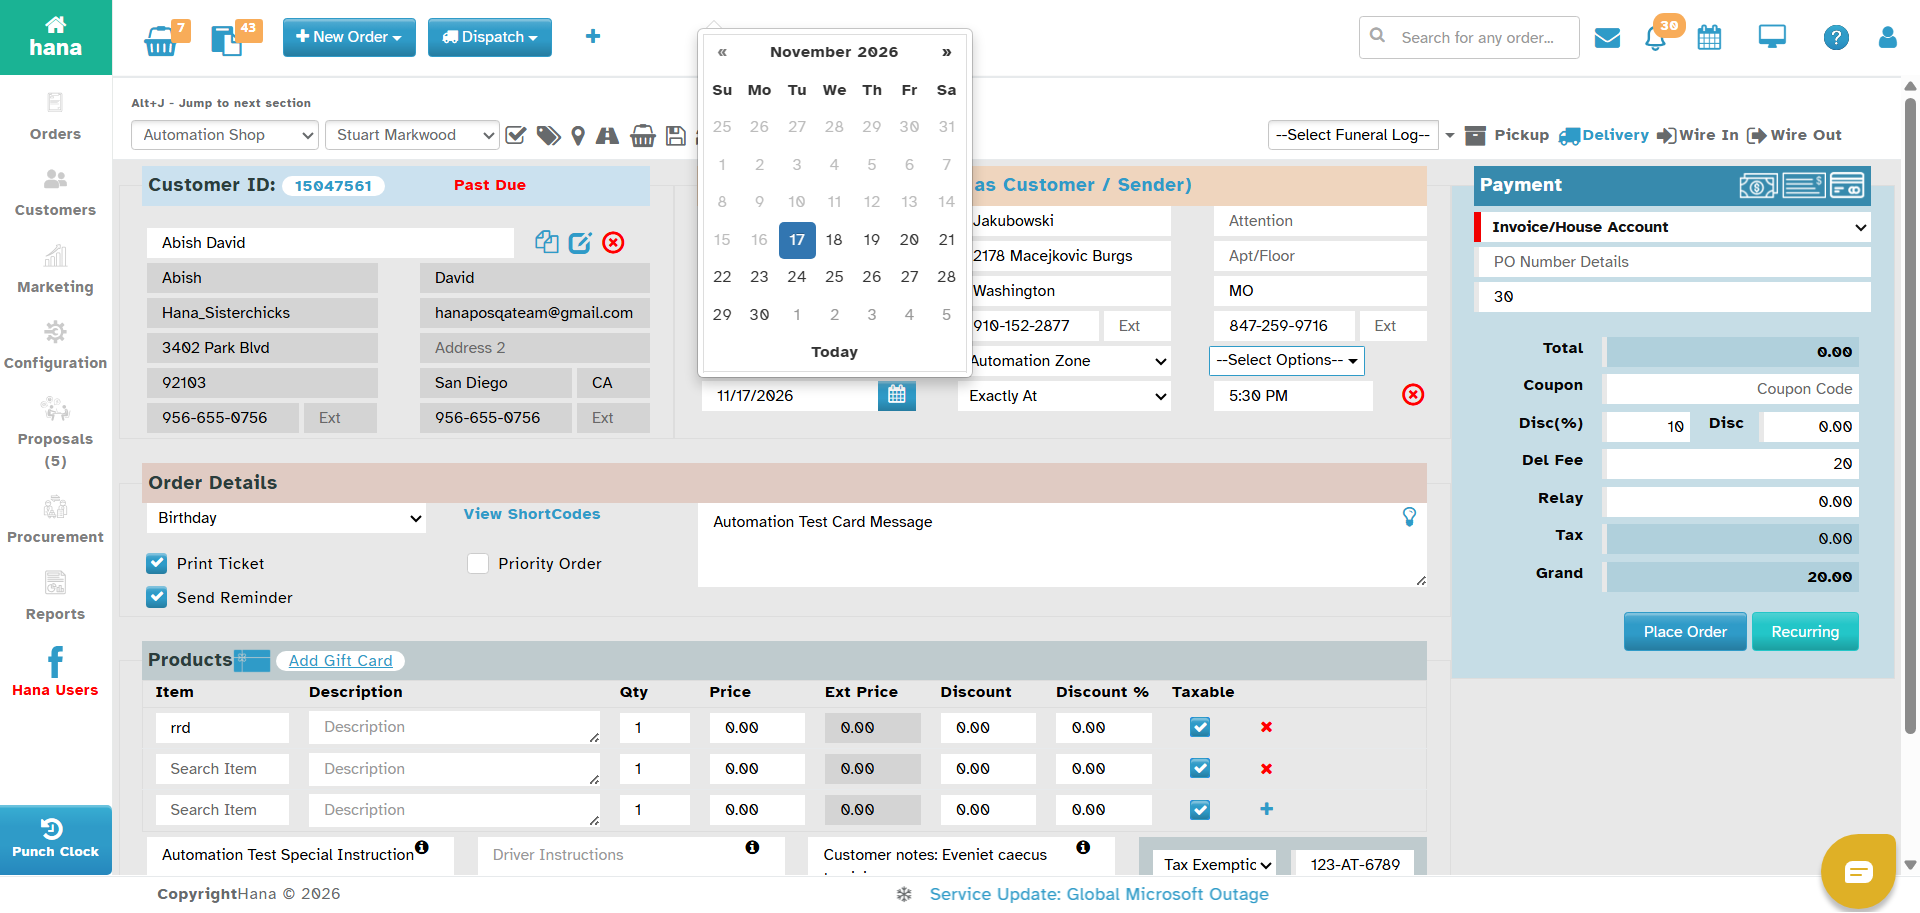 hana
7
43
New Order
Dispatch
Search for any order...
30
?
Orders
Customers
Marketing
Configuration
Proposals
(5)
Procurement
Reports
Hana Users
Punch Clock
Alt+J - Jump to next section
Automation Shop
Stuart Markwood
--Select Funeral Log--
Pickup
Delivery
Wire In
Wire Out
« November 2026 »
Su Mo Tu We Th Fr Sa
25 26 27 28 29 30 31
1 2 3 4 5 6 7
8 9 10 11 12 13 14
15 16 17 18 19 20 21
22 23 24 25 26 27 28
29 30 1 2 3 4 5
Today
Customer ID: 15047561 Past Due
Abish David
Abish David
Hana_Sisterchicks hanaposqateam@gmail.com
3402 Park Blvd Address 2
92103 San Diego CA
956-655-0756 Ext 956-655-0756 Ext
as Customer / Sender)
Jakubowski Attention
2178 Macejkovic Burgs Apt/Floor
Washington MO
910-152-2877 Ext 847-259-9716 Ext
Automation Zone --Select Options--
11/17/2026 Exactly At 5:30 PM
Payment
Invoice/House Account
PO Number Details
30
Total 0.00
Coupon Coupon Code
Disc(%) 10 Disc 0.00
Del Fee 20
Relay 0.00
Tax 0.00
Grand 20.00
Place Order Recurring
Order Details
Birthday View ShortCodes Automation Test Card Message
Print Ticket Priority Order
Send Reminder
Products Add Gift Card
Item Description Qty Price Ext Price Discount Discount % Taxable
rrd Description 1 0.00 0.00 0.00 0.00
Search Item Description 1 0.00 0.00 0.00 0.00
Search Item Description 1 0.00 0.00 0.00 0.00
Automation Test Special Instruction Driver Instructions Customer notes: Eveniet caecus
Tax Exemptic 123-AT-6789
CopyrightHana © 2026
Service Update: Global Microsoft Outage